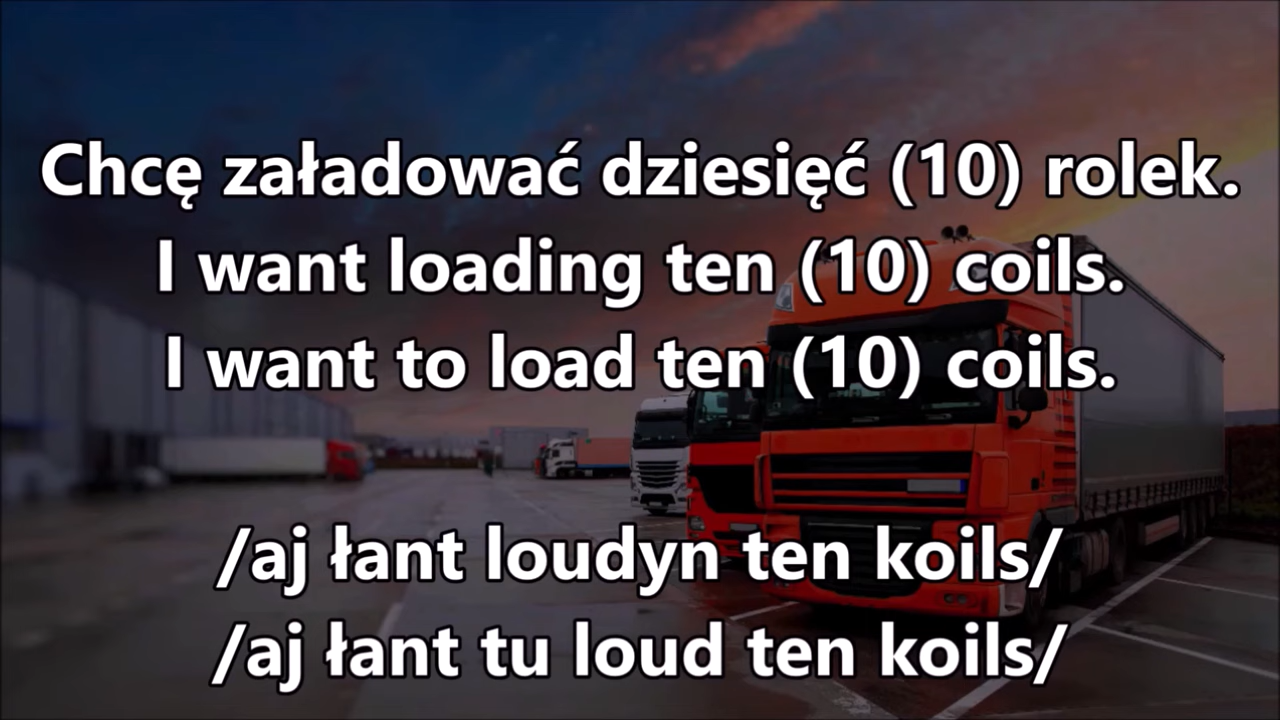 Chcę załadować dziesięć (10) rolek.
I want loading ten (10) coils.
I want to load ten (10) coils.
/aj łant loudyn ten koils/
/aj łant tu loud ten koils/